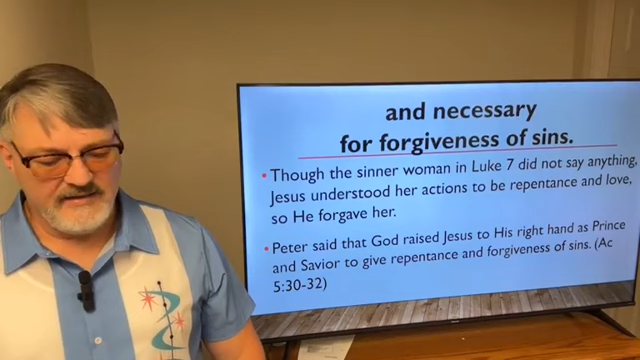 and necessary
for forgiveness of sins.
• Though the sinner woman in Luke 7 did not say anything,
Jesus understood her actions to be repentance and love,
so He forgave her.
• Peter said that God raised Jesus to His right hand as Prince
and Savior to give repentance and forgiveness of sins. (Ac
5:30-32)